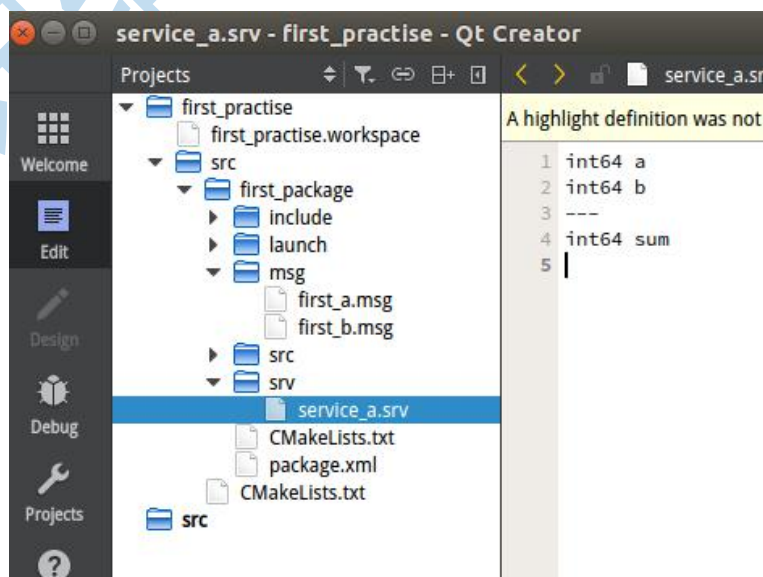 service_a.srv - first_practise - Qt Creator
Projects
service_a.sr
first_practise
first_practise.workspace
src
first_package
include
launch
msg
first_a.msg
first_b.msg
src
srv
service_a.srv
CMakeLists.txt
package.xml
CMakeLists.txt
src
Welcome
Edit
Design
Debug
Projects
?
A highlight definition was not
1 int64 a
2 int64 b
3 ---
4 int64 sum
5